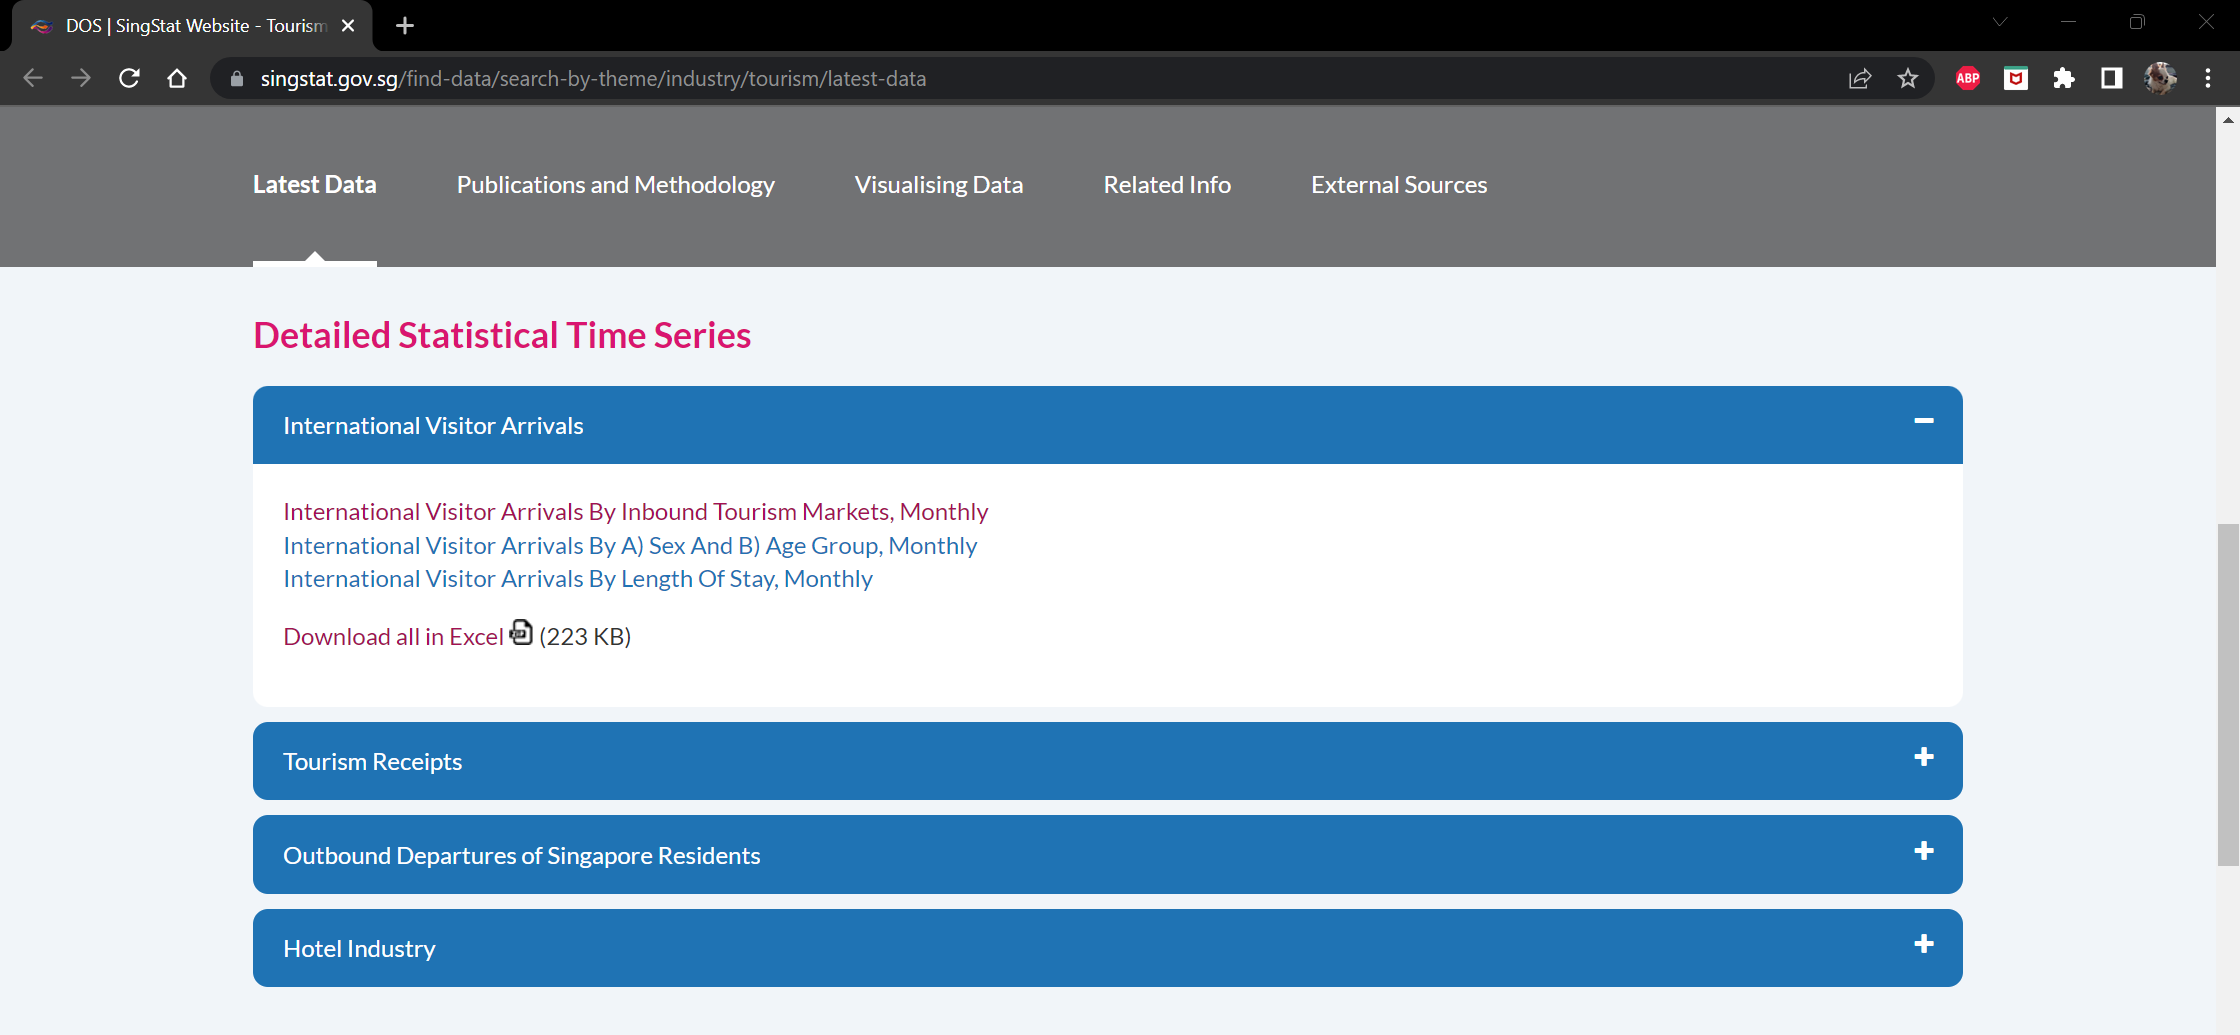 DOS | SingStat Website - Tourism
singstat.gov.sg/find-data/search-by-theme/industry/tourism/latest-data
ABP
Latest Data
Publications and Methodology
Visualising Data
Related Info
External Sources
Detailed Statistical Time Series
International Visitor Arrivals
International Visitor Arrivals By Inbound Tourism Markets, Monthly
International Visitor Arrivals By A) Sex And B) Age Group, Monthly
International Visitor Arrivals By Length Of Stay, Monthly
Download all in Excel (223 KB)
Tourism Receipts
Outbound Departures of Singapore Residents
Hotel Industry